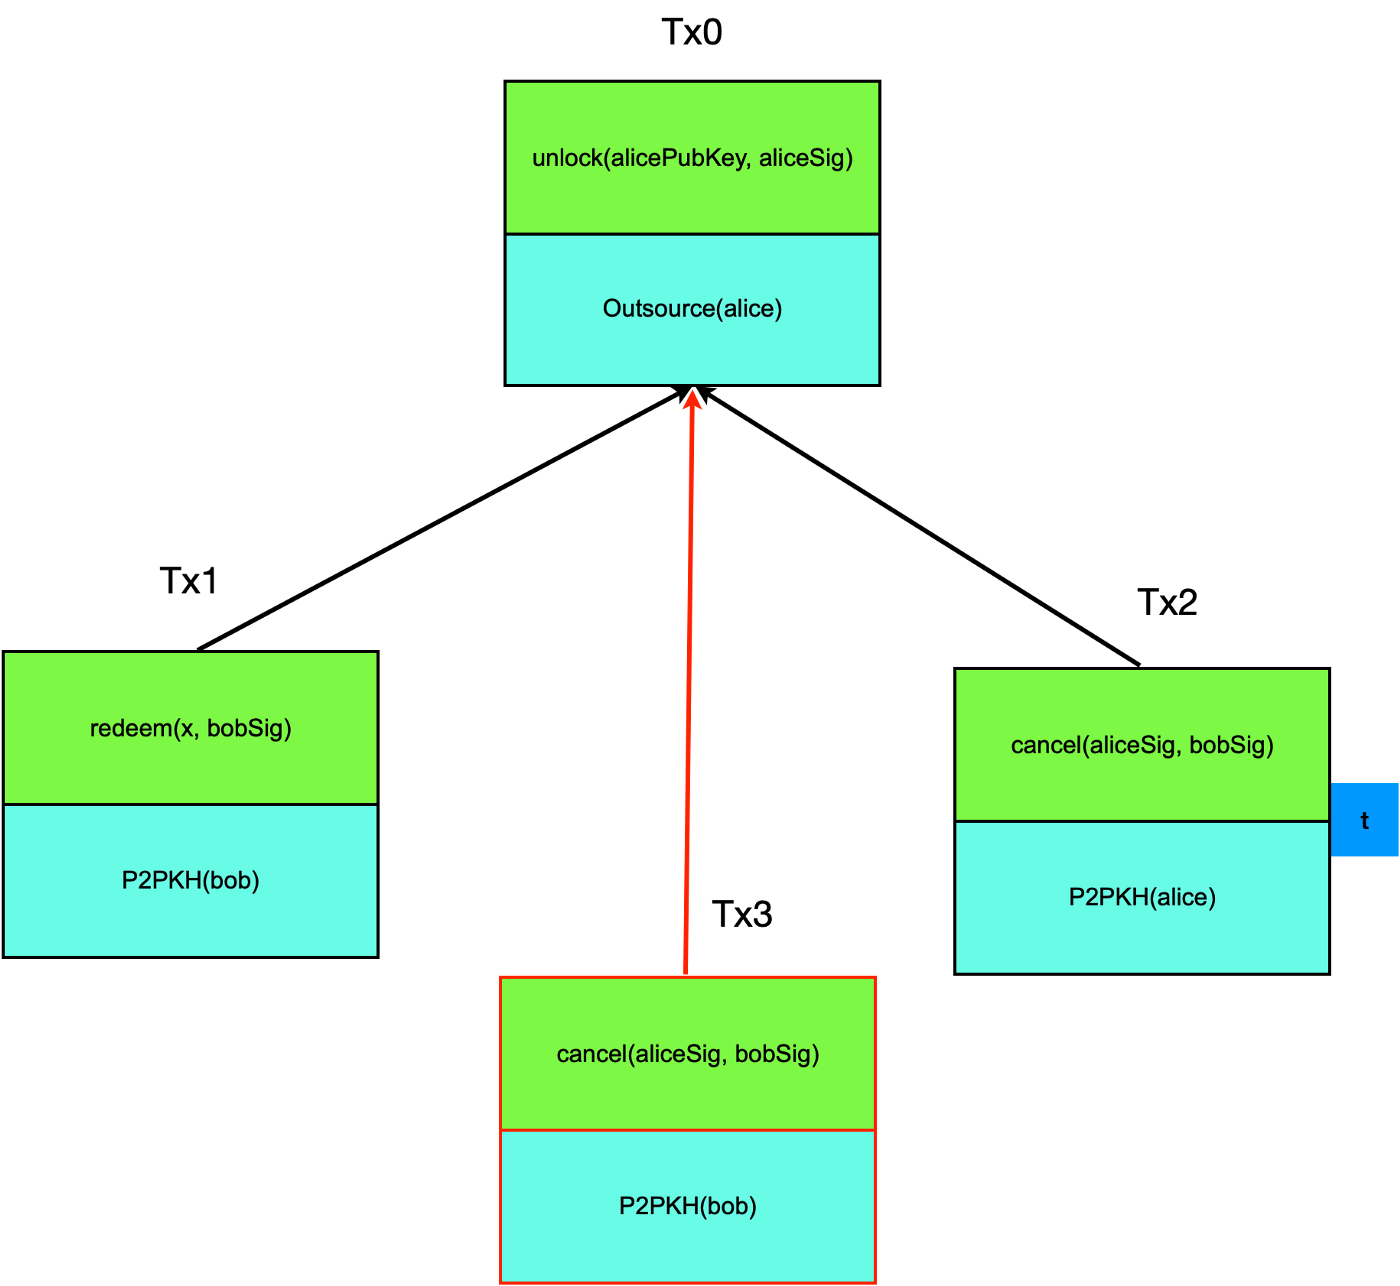 Tx0
unlock(alicePubKey, aliceSig)
Outsource(alice)
Tx1
Tx2
redeem(x, bobSig)
cancel(aliceSig, bobSig)
t
P2PKH(bob)
P2PKH(alice)
Tx3
cancel(aliceSig, bobSig)
P2PKH(bob)